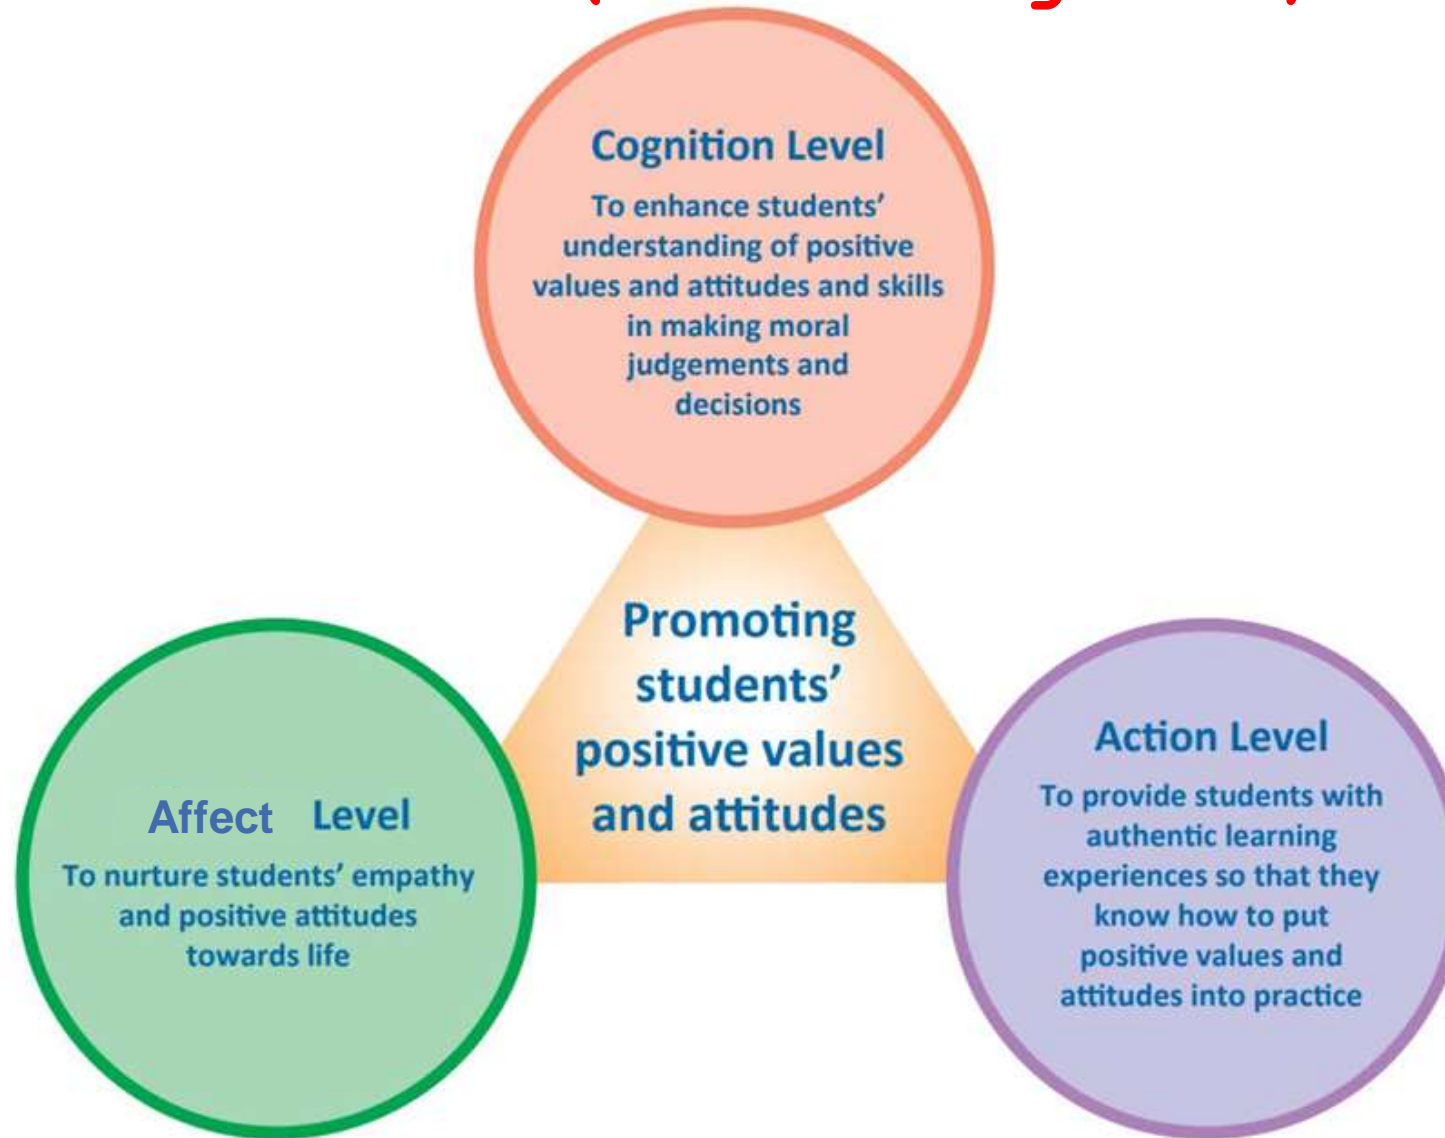 Cognition Level
To enhance students’
understanding of positive
values and attitudes and skills
in making moral
judgements and
decisions
Promoting
students’
positive values
and attitudes
Affect Level
To nurture students’ empathy
and positive attitudes
towards life
Action Level
To provide students with
authentic learning
experiences so that they
know how to put
positive values and
attitudes into practice